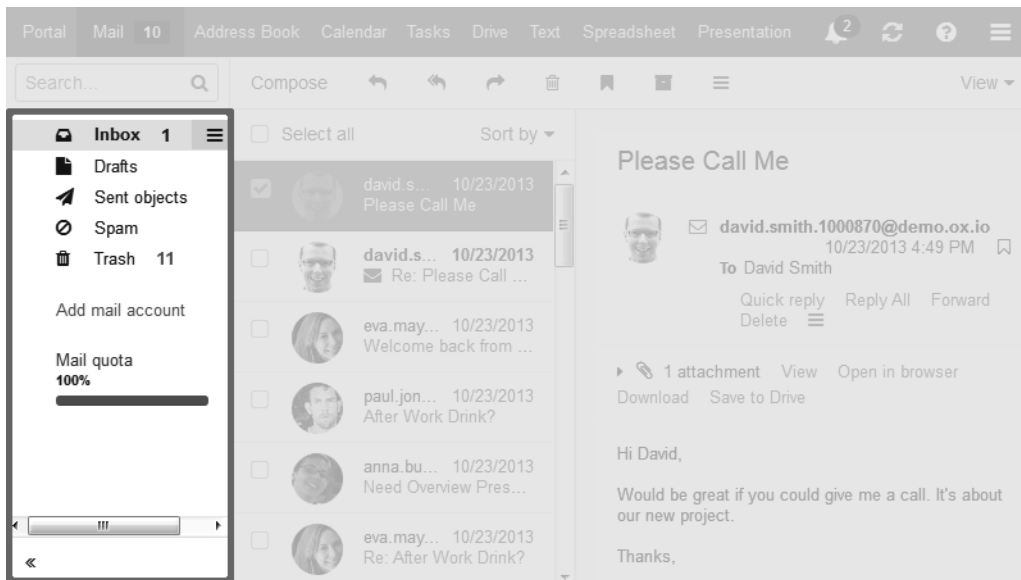 Portal Mail 10 Address Book Calendar Tasks Drive Text Spreadsheet Presentation 2
Search... Compose View
Inbox 1
Drafts
Sent objects
Spam
Trash 11
Add mail account
Mail quota
100%
Select all Sort by
david.s... 10/23/2013
Please Call Me
david.s... 10/23/2013
Re: Please Call ...
eva.may... 10/23/2013
Welcome back from ...
paul.jon... 10/23/2013
After Work Drink?
anna.bu... 10/23/2013
Need Overview Pres...
eva.may... 10/23/2013
Re: After Work Drink?
Please Call Me
david.smith.1000870@demo.ox.io
10/23/2013 4:49 PM
To David Smith
Quick reply Reply All Forward
Delete
1 attachment View Open in browser
Download Save to Drive
Hi David,
Would be great if you could give me a call. It's about
our new project.
Thanks,